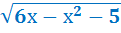 √(6x − x² − 5)